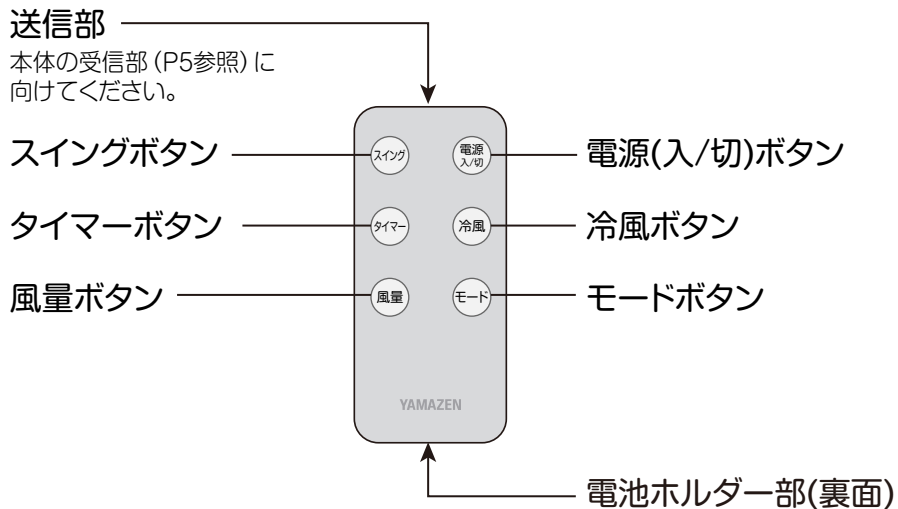 送信部
本体の受信部（P5参照）に
向けてください。
スイングボタン
タイマーボタン
風量ボタン
スイング
電源
入/切
タイマー
冷風
風量
モード
YAMAZEN
電源(入/切)ボタン
冷風ボタン
モードボタン
電池ホルダー部(裏面)